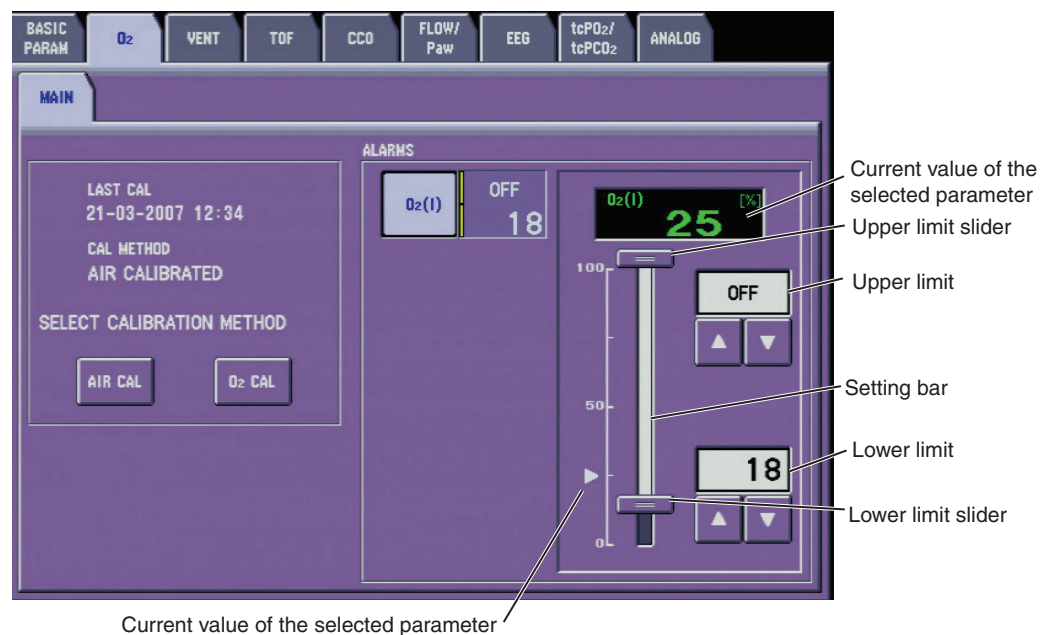 BASIC PARAM
O2
VENT
TOF
CCO
FLOW/ Paw
EEG
tcPO2/ tcPCO2
ANALOG
MAIN
LAST CAL
21-03-2007 12:34
CAL METHOD
AIR CALIBRATED
SELECT CALIBRATION METHOD
AIR CAL
O2 CAL
ALARMS
O2(I)
OFF
18
O2(I)
[%]
25
100
50
0
OFF
18
Current value of the
selected parameter
Upper limit slider
Upper limit
Setting bar
Lower limit
Lower limit slider
Current value of the selected parameter